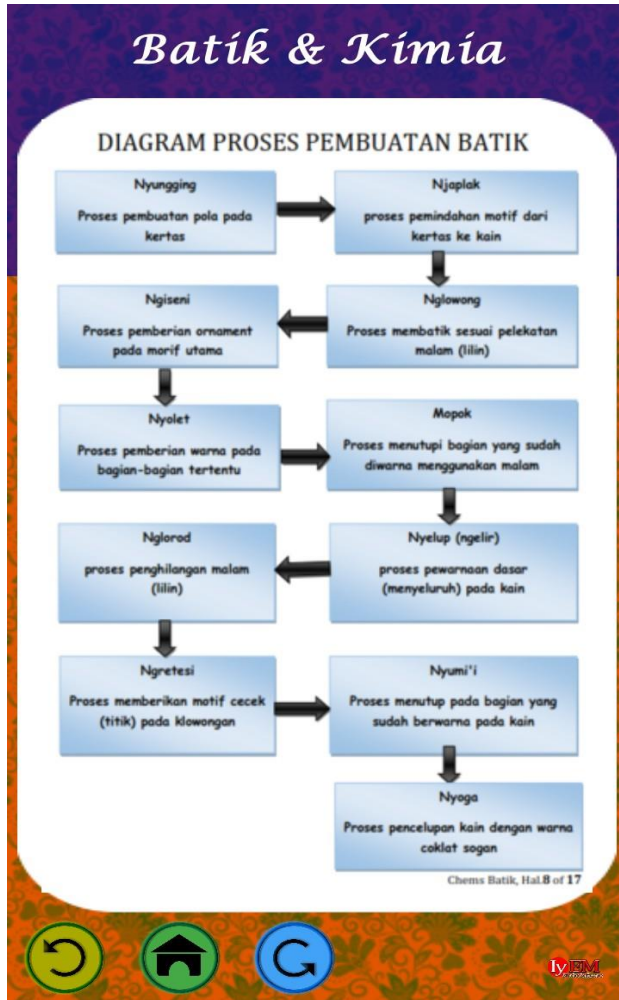 Batik & Kimia
DIAGRAM PROSES PEMBUATAN BATIK
Nyungging
Proses pembuatan pola pada
kertas
Njaplak
proses pemindahan motif dari
kertas ke kain
Nglowong
Proses membatik sesuai pelekatan
malam (lilin)
Ngiseni
Proses pemberian ornament
pada morif utama
Nyolet
Proses pemberian warna pada
bagian-bagian tertentu
Mopok
Proses menutupi bagian yang sudah
diwarna menggunakan malam
Nyelup (ngelir)
proses pewarnaan dasar
(menyeluruh) pada kain
Nglorod
proses penghilangan malam
(lilin)
Ngretesi
Proses memberikan motif cecek
(titik) pada klowongan
Nyumi'i
Proses menutup pada bagian yang
sudah berwarna pada kain
Nyoga
Proses pencelupan kain dengan warna
coklat sogan
Chems Batik, Hal.8 of 17
IyEM